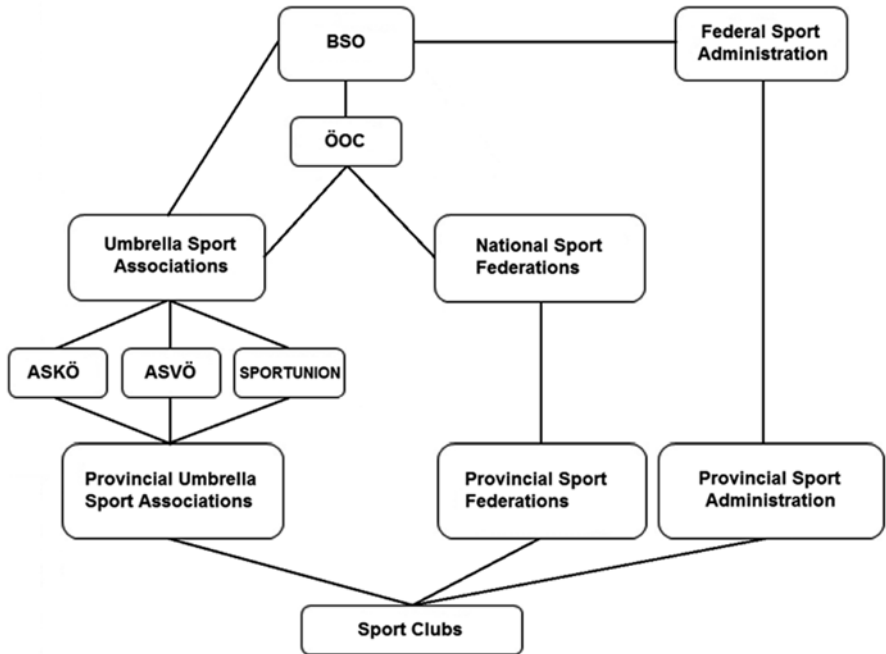 BSO
Federal Sport
Administration
ÖOC
Umbrella Sport
Associations
National Sport
Federations
ASKÖ
ASVÖ
SPORTUNION
Provincial Umbrella
Sport Associations
Provincial Sport
Federations
Provincial Sport
Administration
Sport Clubs